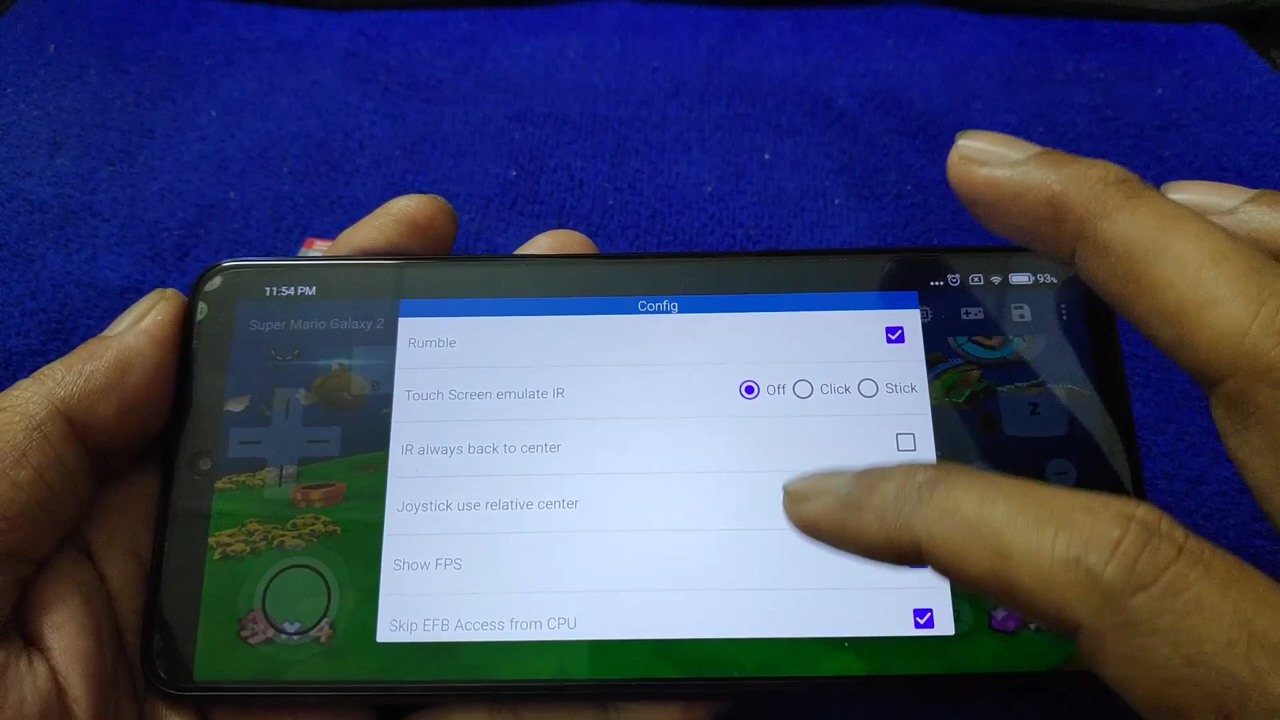 11:54 PM
93%
Super Mario Galaxy 2
Config
Rumble
Touch Screen emulate IR
Off Click Stick
IR always back to center
Joystick use relative center
Show FPS
Skip EFB Access from CPU
B
Z